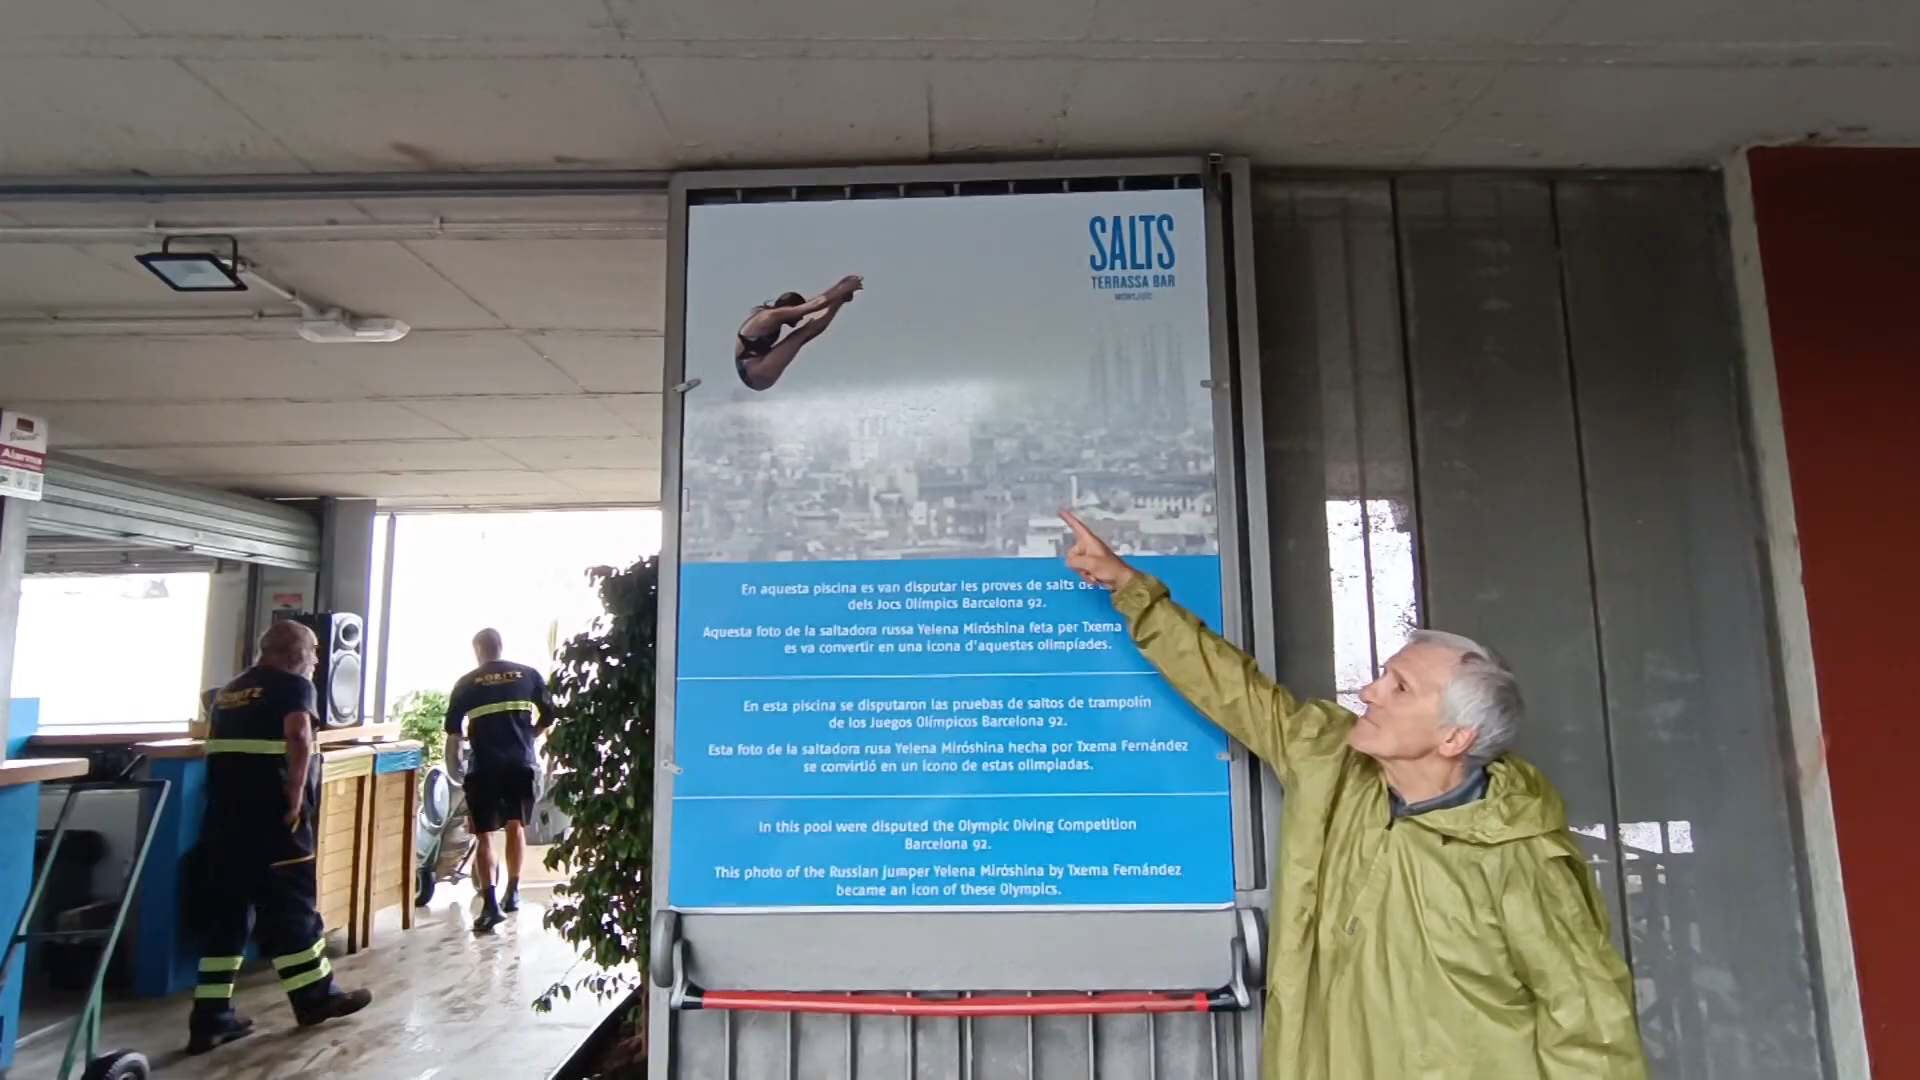 SALTS
TERRASSA BAR
En aquesta piscina es van disputar les proves de salts de
dels Jocs Olímpics Barcelona 92.
Aquesta foto de la saltadora russa Yelena Miróshina feta per Txema
es va convertir en una icona d'aquestes olimpíades.
En esta piscina se disputaron las pruebas de saltos de trampolín
de los Juegos Olímpicos Barcelona 92.
Esta foto de la saltadora rusa Yelena Miróshina hecha por Txema Fernández
se convirtió en un icono de estas olimpiadas.
In this pool were disputed the Olympic Diving Competition
Barcelona 92.
This photo of the Russian jumper Yelena Miróshina by Txema Fernández
became an icon of these Olympics.
Alarma
MORITZ
MORITZ